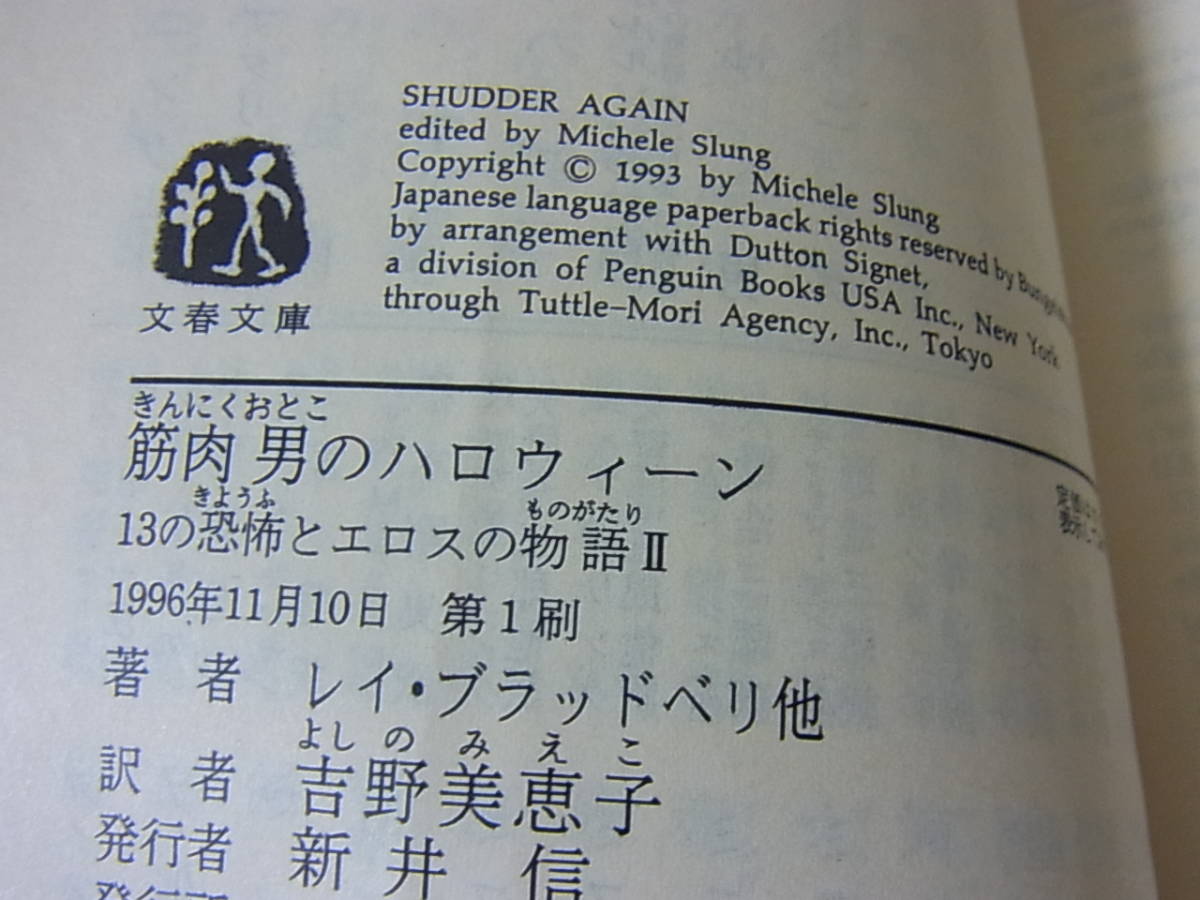 SHUDDER AGAIN
edited by Michele Slung
Copyright © 1993 by Michele Slung
Japanese language paperback rights reserved by
by arrangement with Dutton Signet,
a division of Penguin Books USA Inc., New York
through Tuttle-Mori Agency, Inc., Tokyo
文春文庫
きんにくおとこ
筋肉男のハロウィーン
きようふ ものがたり
13の恐怖とエロスの物語II
1996年11月10日 第1刷
著者 レイ・ブラッドベリ他
よしのみえこ
訳者 吉野美恵子
発行者 新井信